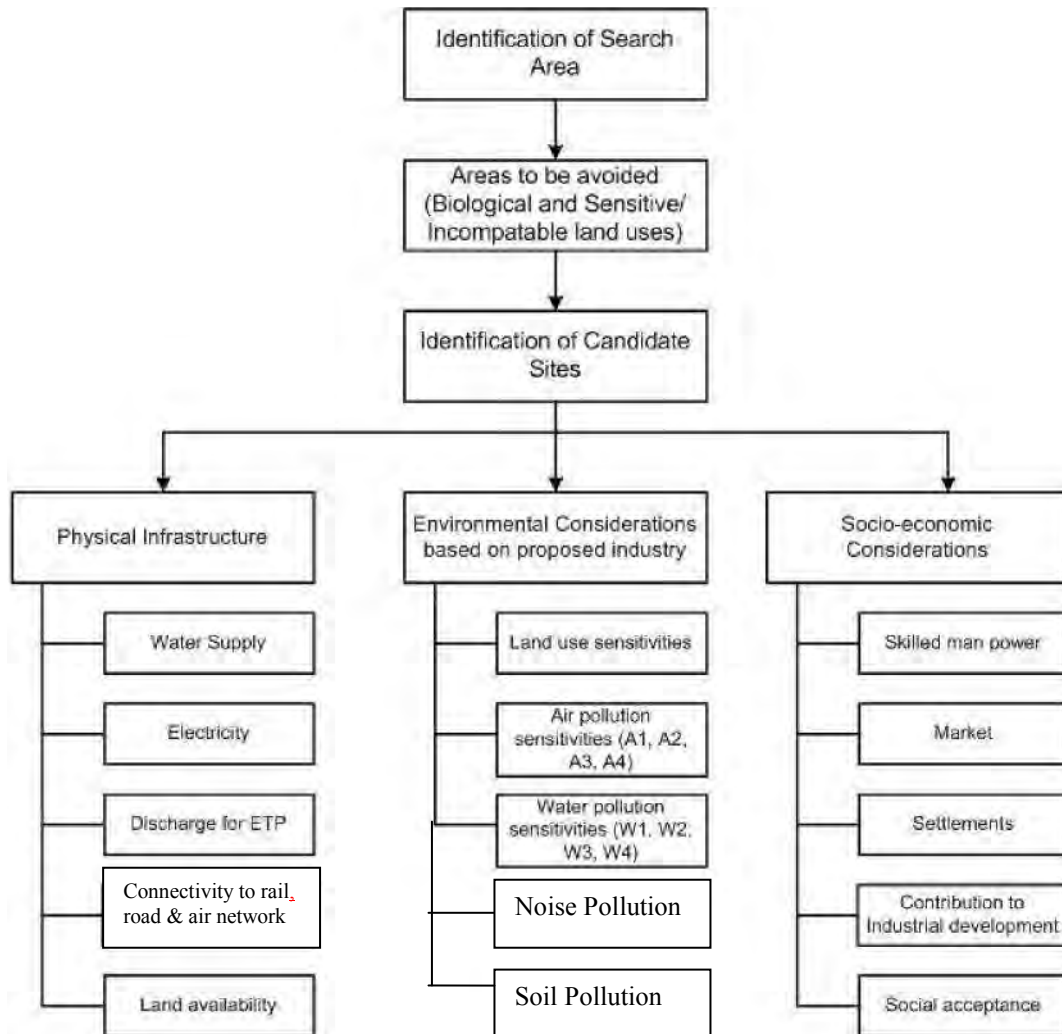 Identification of Search
Area
Areas to be avoided
(Biological and Sensitive/
Incompatable land uses)
Identification of Candidate
Sites
Physical Infrastructure
Water Supply
Electricity
Discharge for ETP
Connectivity to rail,
road & air network
Land availability
Environmental Considerations
based on proposed industry
Land use sensitivities
Air pollution
sensitivities (A1, A2,
A3, A4)
Water pollution
sensitivities (W1, W2,
W3, W4)
Noise Pollution
Soil Pollution
Socio-economic
Considerations
Skilled man power
Market
Settlements
Contribution to
Industrial development
Social acceptance